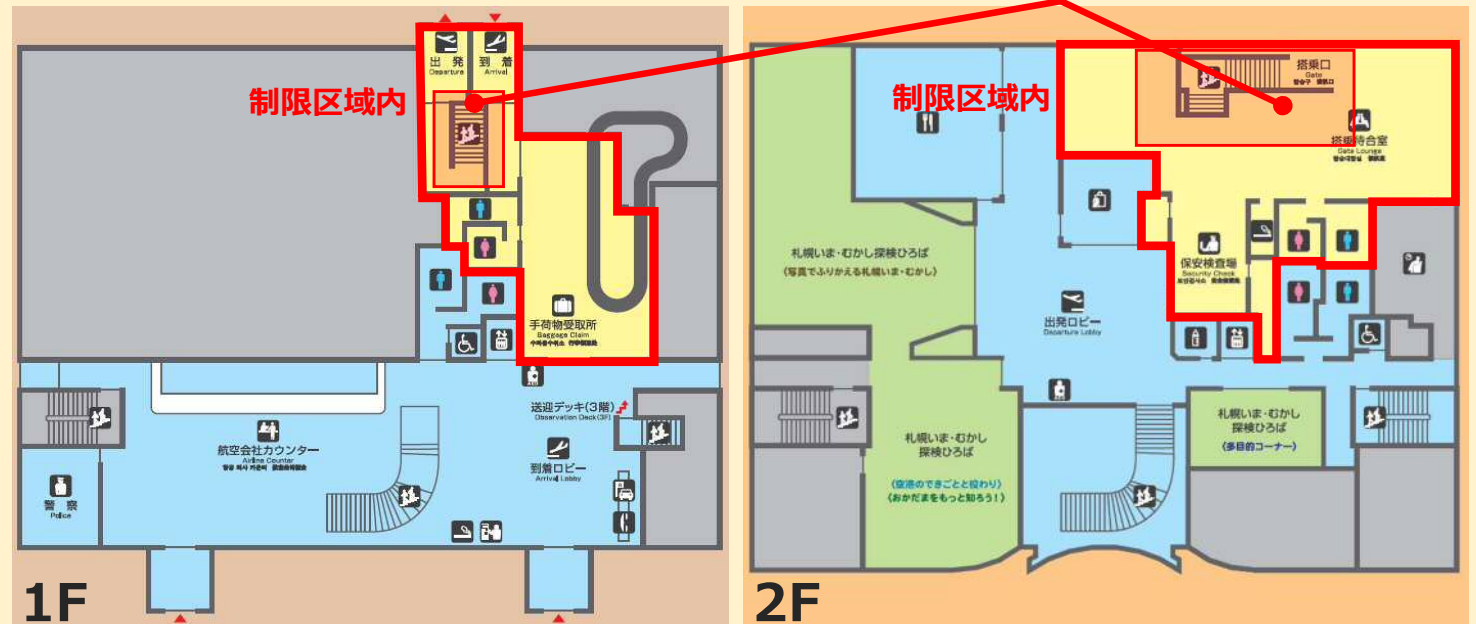 出発
Departure
到着
Arrival
制限区域内
手荷物受取所
Baggage Claim
送迎デッキ(3階)
Observation Deck(3F)
航空会社カウンター
Airline Counter
到着ロビー
Arrival Lobby
警察
Police
1F
搭乗口
Gate
制限区域内
搭乗待合室
Gate Lounge
札幌いま・むかし探検ひろば
(写真でふりかえる札幌いま・むかし)
保安検査場
Security Check
出発ロビー
Departure Lobby
札幌いま・むかし
探検ひろば
(空港のできごとと役わり)
(おかだまをもっと知ろう!)
札幌いま・むかし
探検ひろば
(多目的コーナー)
2F